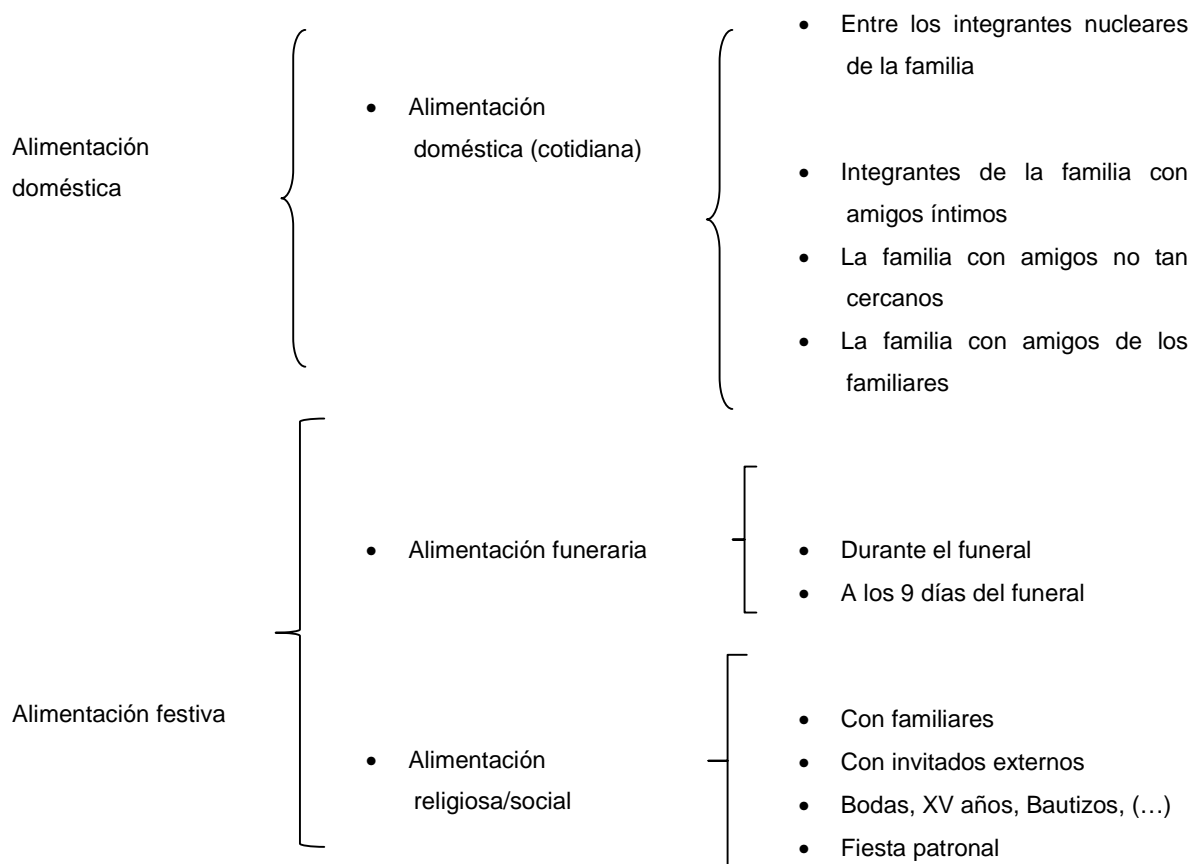 Alimentación
doméstica
• Alimentación
doméstica (cotidiana)
• Entre los integrantes nucleares
de la familia
• Integrantes de la familia con
amigos íntimos
• La familia con amigos no tan
cercanos
• La familia con amigos de los
familiares
Alimentación festiva
• Alimentación funeraria
• Durante el funeral
• A los 9 días del funeral
• Alimentación
religiosa/social
• Con familiares
• Con invitados externos
• Bodas, XV años, Bautizos, (…)
• Fiesta patronal